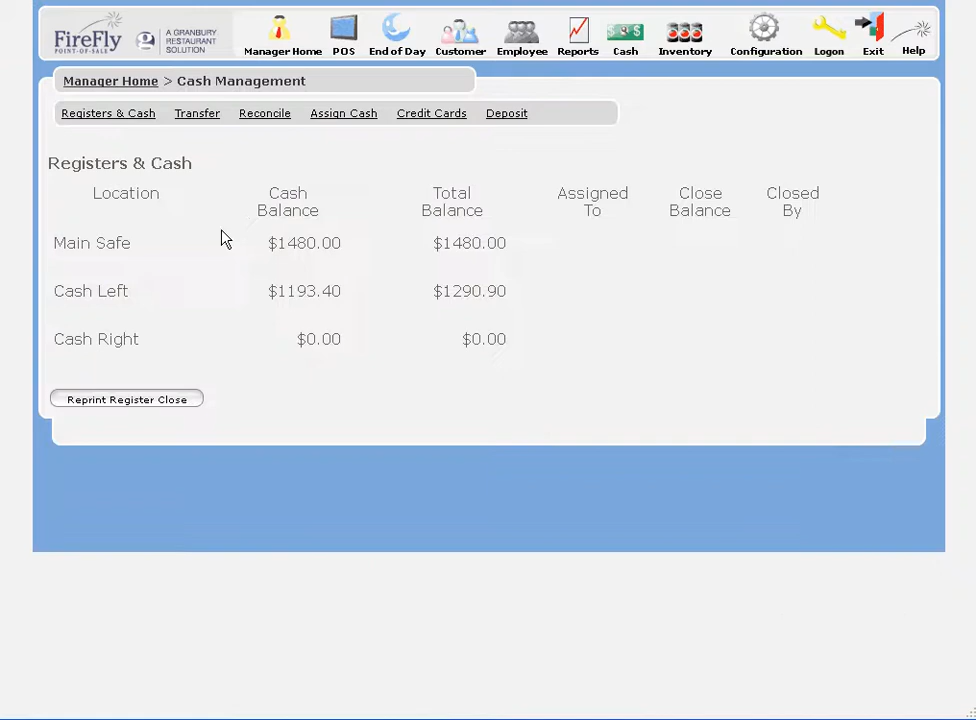 FireFly
POINT-OF-SALE
A GRANBURY
RESTAURANT
SOLUTION
Manager Home POS End of Day Customer Employee Reports Cash Inventory Configuration Logon Exit Help
Manager Home > Cash Management
Registers & Cash Transfer Reconcile Assign Cash Credit Cards Deposit
Registers & Cash
Location Cash Balance Total Balance Assigned To Close Balance Closed By
Main Safe $1480.00 $1480.00
Cash Left $1193.40 $1290.90
Cash Right $0.00 $0.00
Reprint Register Close